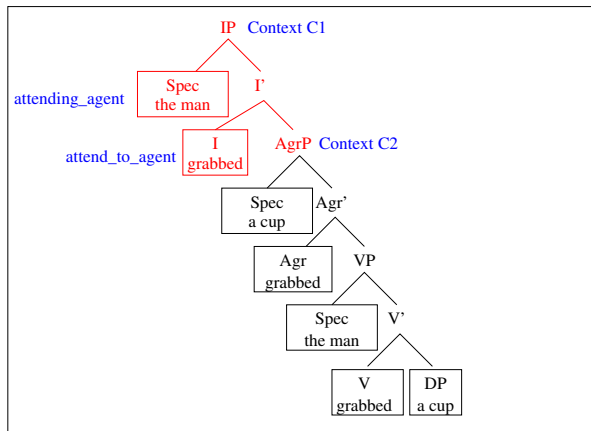 IP Context C1
Spec
the man
I'
attending_agent
I
grabbed
AgrP Context C2
attend_to_agent
Spec
a cup
Agr'
Agr
grabbed
VP
Spec
the man
V'
V
grabbed
DP
a cup